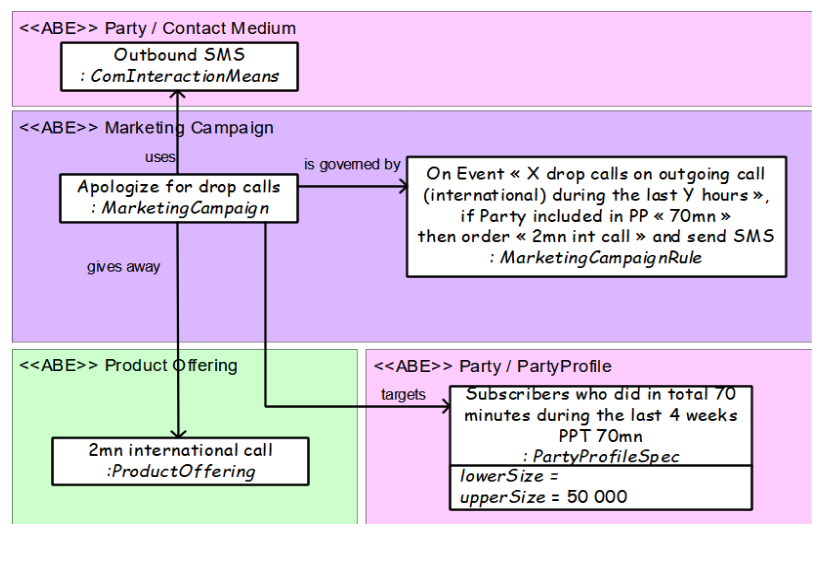 <<ABE>> Party / Contact Medium
Outbound SMS
: ComInteractionMeans
<<ABE>> Marketing Campaign
uses
is governed by
Apologize for drop calls
: MarketingCampaign
On Event « X drop calls on outgoing call
(international) during the last Y hours »,
if Party included in PP « 70mn »
then order « 2mn int call » and send SMS
: MarketingCampaignRule
gives away
<<ABE>> Product Offering
2mn international call
:ProductOffering
<<ABE>> Party / PartyProfile
targets
Subscribers who did in total 70
minutes during the last 4 weeks
PPT 70mn
: PartyProfileSpec
lowerSize =
upperSize = 50 000